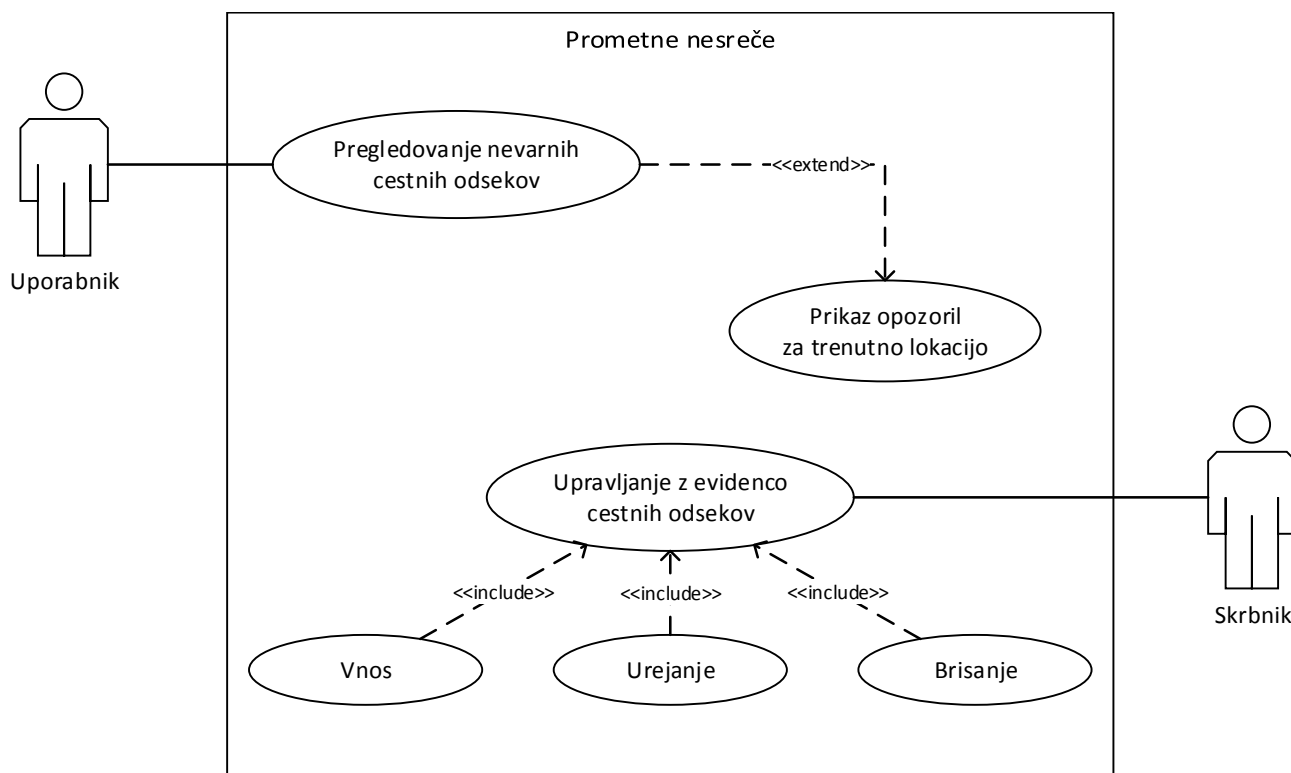 Prometne nesreče
Pregledovanje nevarnih
cestnih odsekov
<<extend>>
Uporabnik
Prikaz opozoril
za trenutno lokacijo
Upravljanje z evidenco
cestnih odsekov
<<include>>
<<include>>
<<include>>
Skrbnik
Vnos
Urejanje
Brisanje